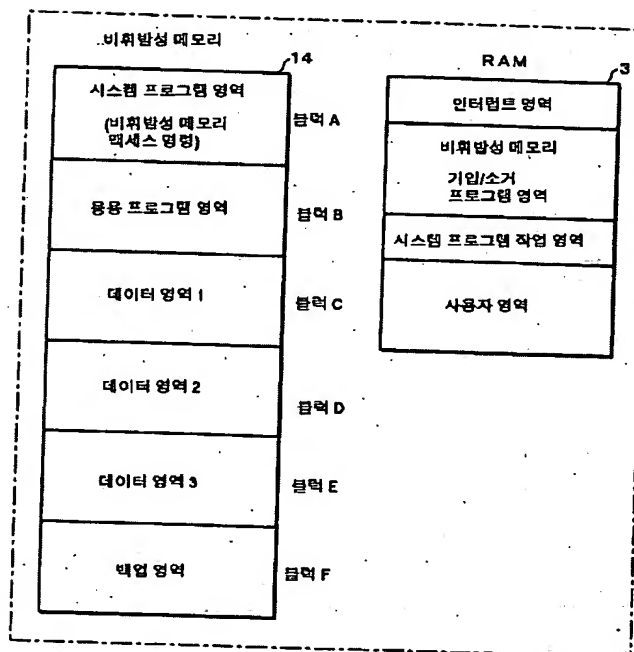 비휘발성 메모리
14
시스템 프로그램 영역
(비휘발성 메모리
액세스 명령)
블럭 A
응용 프로그램 영역
블럭 B
데이터 영역 1
블럭 C
데이터 영역 2
블럭 D
데이터 영역 3
블럭 E
백업 영역
블럭 F
RAM
3
인터럽트 영역
비휘발성 메모리
기입/소거
프로그램 영역
시스템 프로그램 작업 영역
사용자 영역